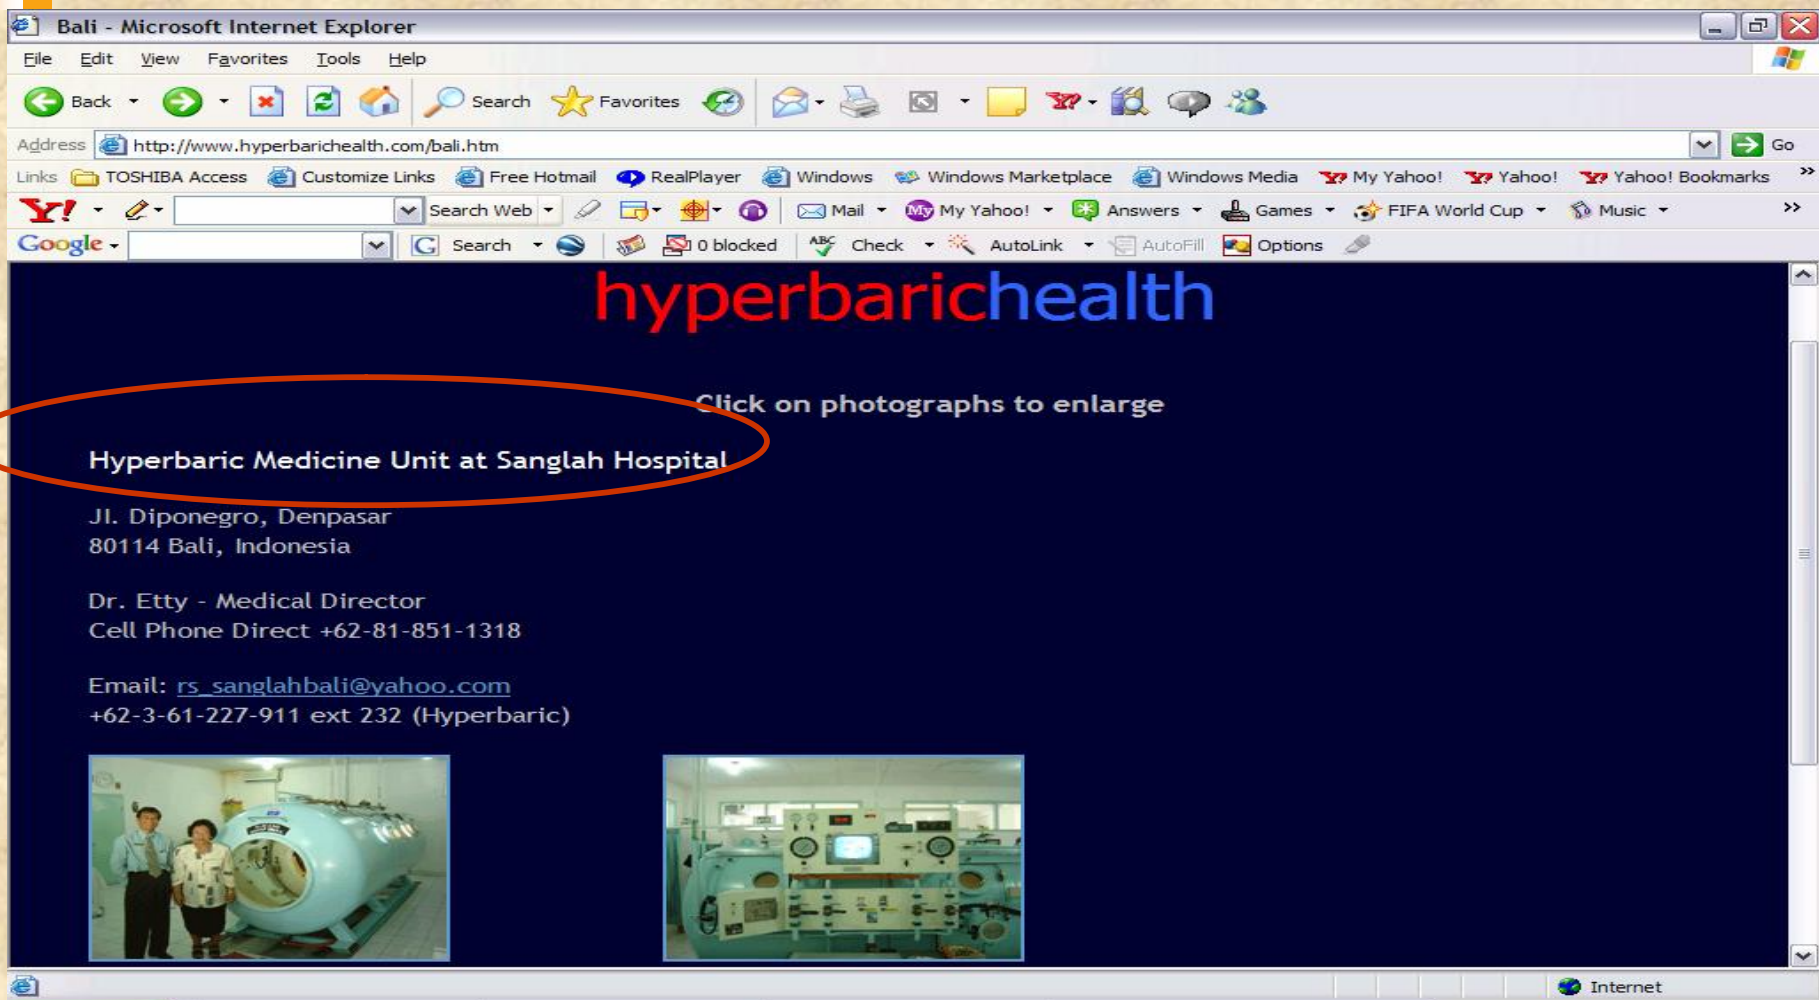 Bali - Microsoft Internet Explorer
File Edit View Favorites Tools Help
Back Search Favorites
Address http://www.hyperbarichealth.com/bali.htm Go
Links TOSHIBA Access Customize Links Free Hotmail RealPlayer Windows Windows Marketplace Windows Media My Yahoo! Yahoo! Yahoo! Bookmarks »
Y! Search Web Mail My My Yahoo! Answers Games FIFA World Cup Music »
Google G Search 0 blocked ABC Check AutoLink AutoFill Options
hyperbarichealth
Click on photographs to enlarge
Hyperbaric Medicine Unit at Sanglah Hospital
Jl. Diponegro, Denpasar
80114 Bali, Indonesia
Dr. Etty - Medical Director
Cell Phone Direct +62-81-851-1318
Email: rs_sanglahbali@yahoo.com
+62-3-61-227-911 ext 232 (Hyperbaric)
Internet